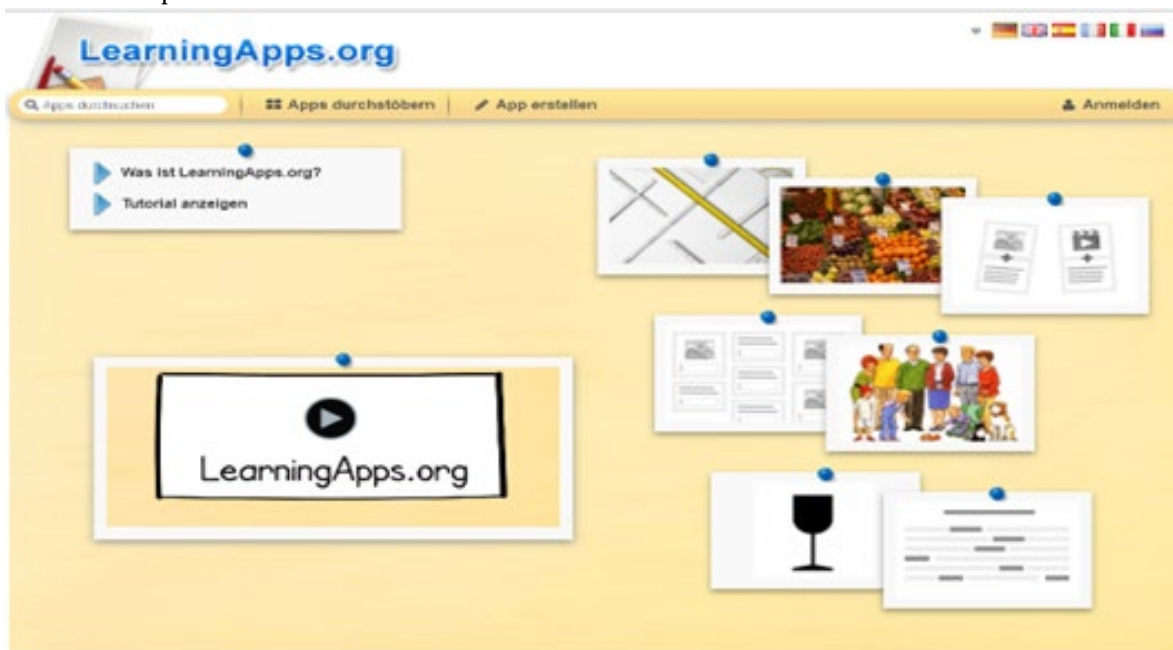 LearningApps.org
Apps durchsuchen
Apps durchstöbern
App erstellen
Anmelden
Was ist LearningApps.org?
Tutorial anzeigen
LearningApps.org